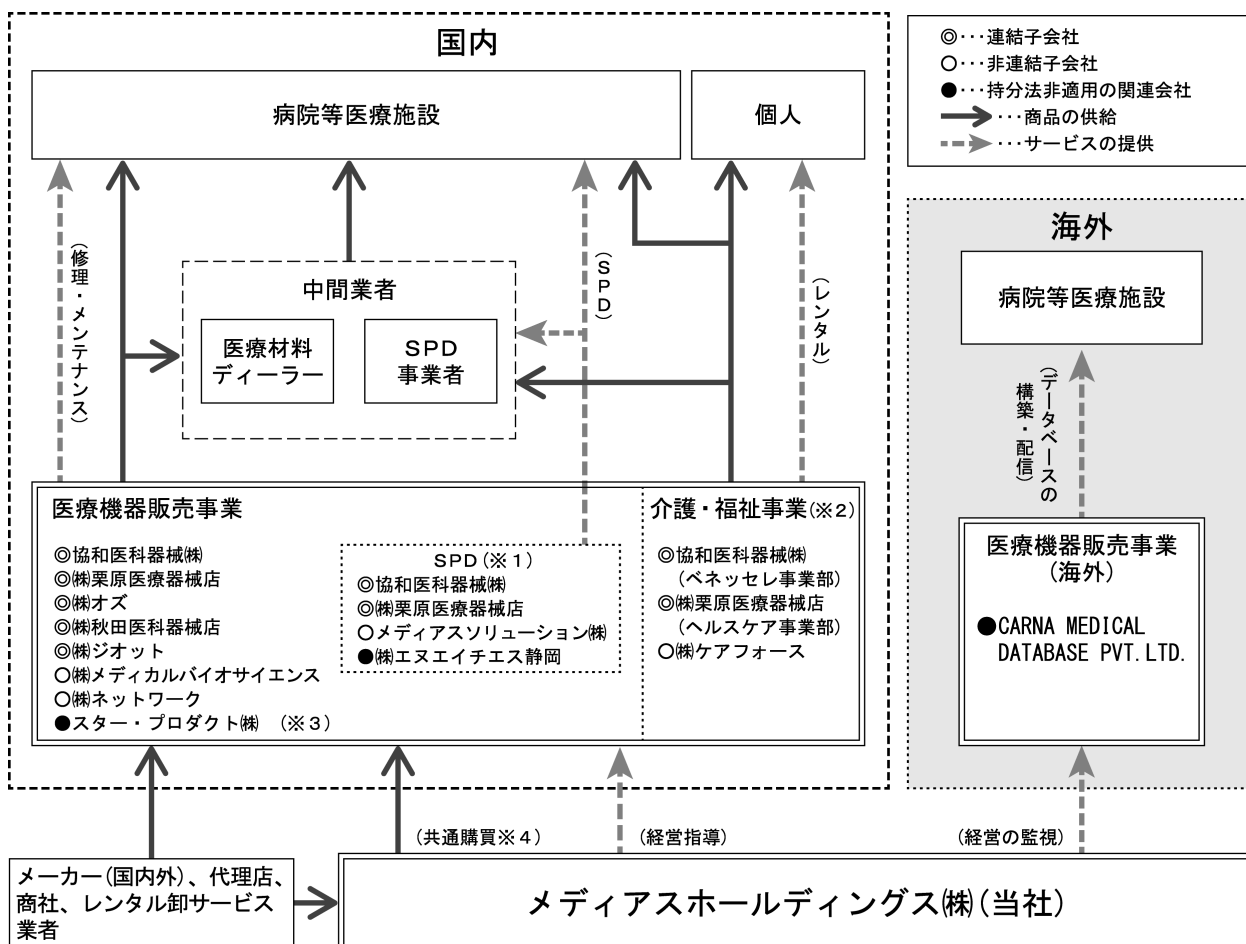 国内
病院等医療施設
個人
(修理・メンテナンス)
中間業者
医療材料
ディーラー
SPD
事業者
(SPD)
(レンタル)
医療機器販売事業
◎協和医科器械㈱
◎㈱栗原医療器械店
◎㈱オズ
◎㈱秋田医科器械店
◎㈱ジオット
○㈱メディカルバイオサイエンス
○㈱ネットワーク
●スター・プロダクト㈱ (※3)
SPD(※1)
◎協和医科器械㈱
◎㈱栗原医療器械店
○メディアスソリューション㈱
●㈱エヌエイチエス静岡
介護・福祉事業(※2)
◎協和医科器械㈱
(ベネッセレ事業部)
◎㈱栗原医療器械店
(ヘルスケア事業部)
○㈱ケアフォース
◎・・・連結子会社
○・・・非連結子会社
●・・・持分法非適用の関連会社
・・・商品の供給
・・・サービスの提供
海外
病院等医療施設
(データベースの
構築・配信)
医療機器販売事業
(海外)
●CARNA MEDICAL
DATABASE PVT.LTD.
(共通購買※4)
(経営指導)
(経営の監視)
メーカー(国内外)、代理店、
商社、レンタル卸サービス
業者
メディアスホールディングス㈱(当社)